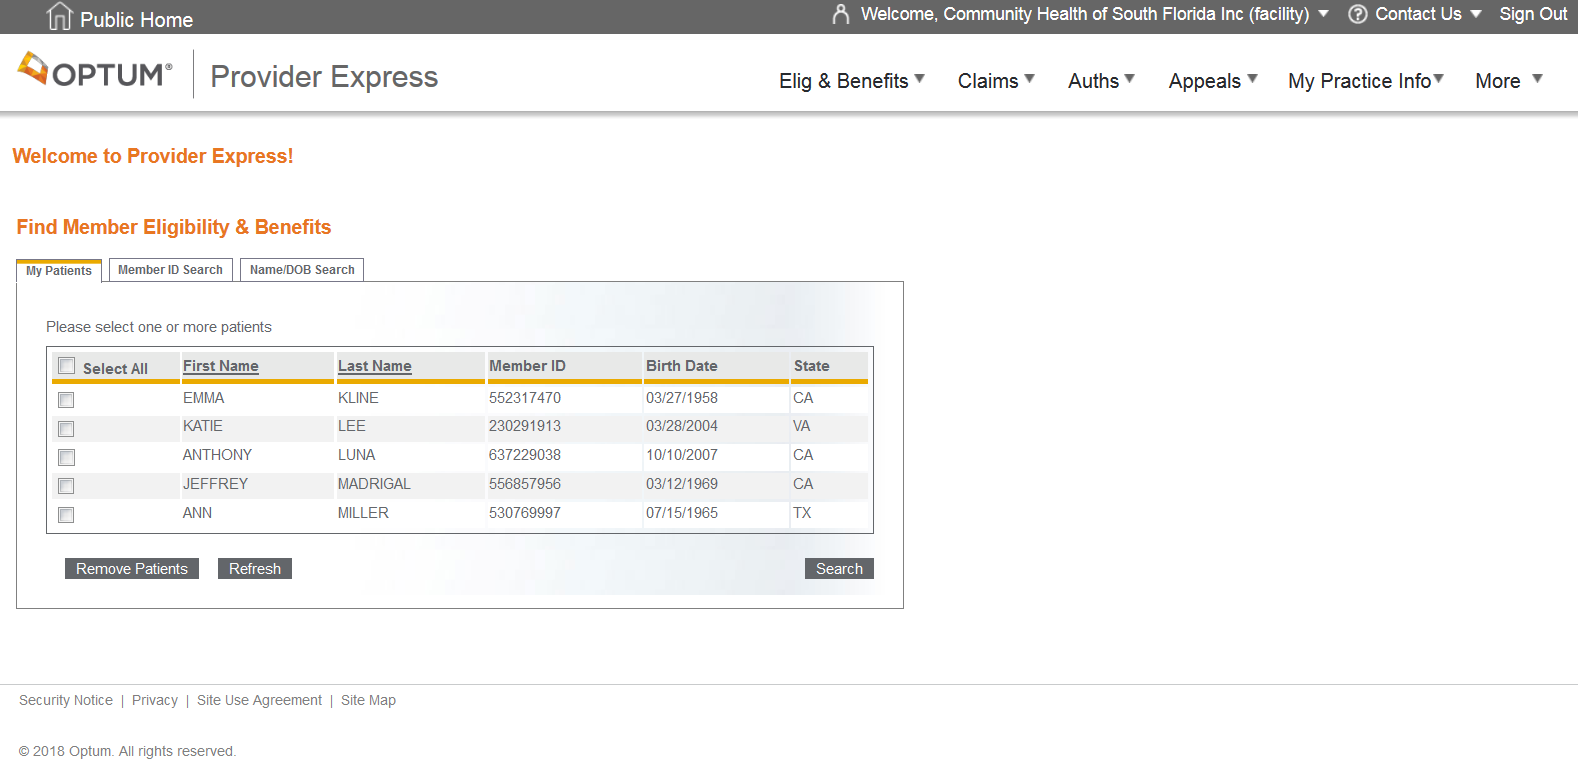 Public Home
Welcome, Community Health of South Florida Inc (facility)
Contact Us
Sign Out
OPTUM®
Provider Express
Elig & Benefits
Claims
Auths
Appeals
My Practice Info
More
Welcome to Provider Express!
Find Member Eligibility & Benefits
My Patients
Member ID Search
Name/DOB Search
Please select one or more patients
Select All First Name Last Name Member ID Birth Date State
EMMA KLINE 552317470 03/27/1958 CA
KATIE LEE 230291913 03/28/2004 VA
ANTHONY LUNA 637229038 10/10/2007 CA
JEFFREY MADRIGAL 556857956 03/12/1969 CA
ANN MILLER 530769997 07/15/1965 TX
Remove Patients
Refresh
Search
Security Notice | Privacy | Site Use Agreement | Site Map
© 2018 Optum. All rights reserved.